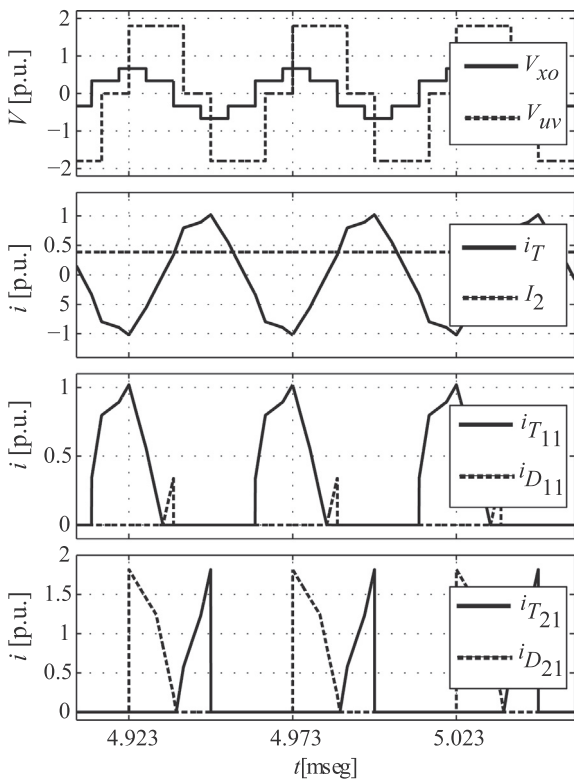 2
1
0
−1
−2
V [p.u.]
V_xo
V_uv
1
0.5
0
0.5
−1
i [p.u.]
i_T
I_2
1
0.5
0
i [p.u.]
i_T11
i_D11
2
1.5
1
0.5
0
i [p.u.]
i_T21
i_D21
4.923
4.973
5.023
t[mseg]